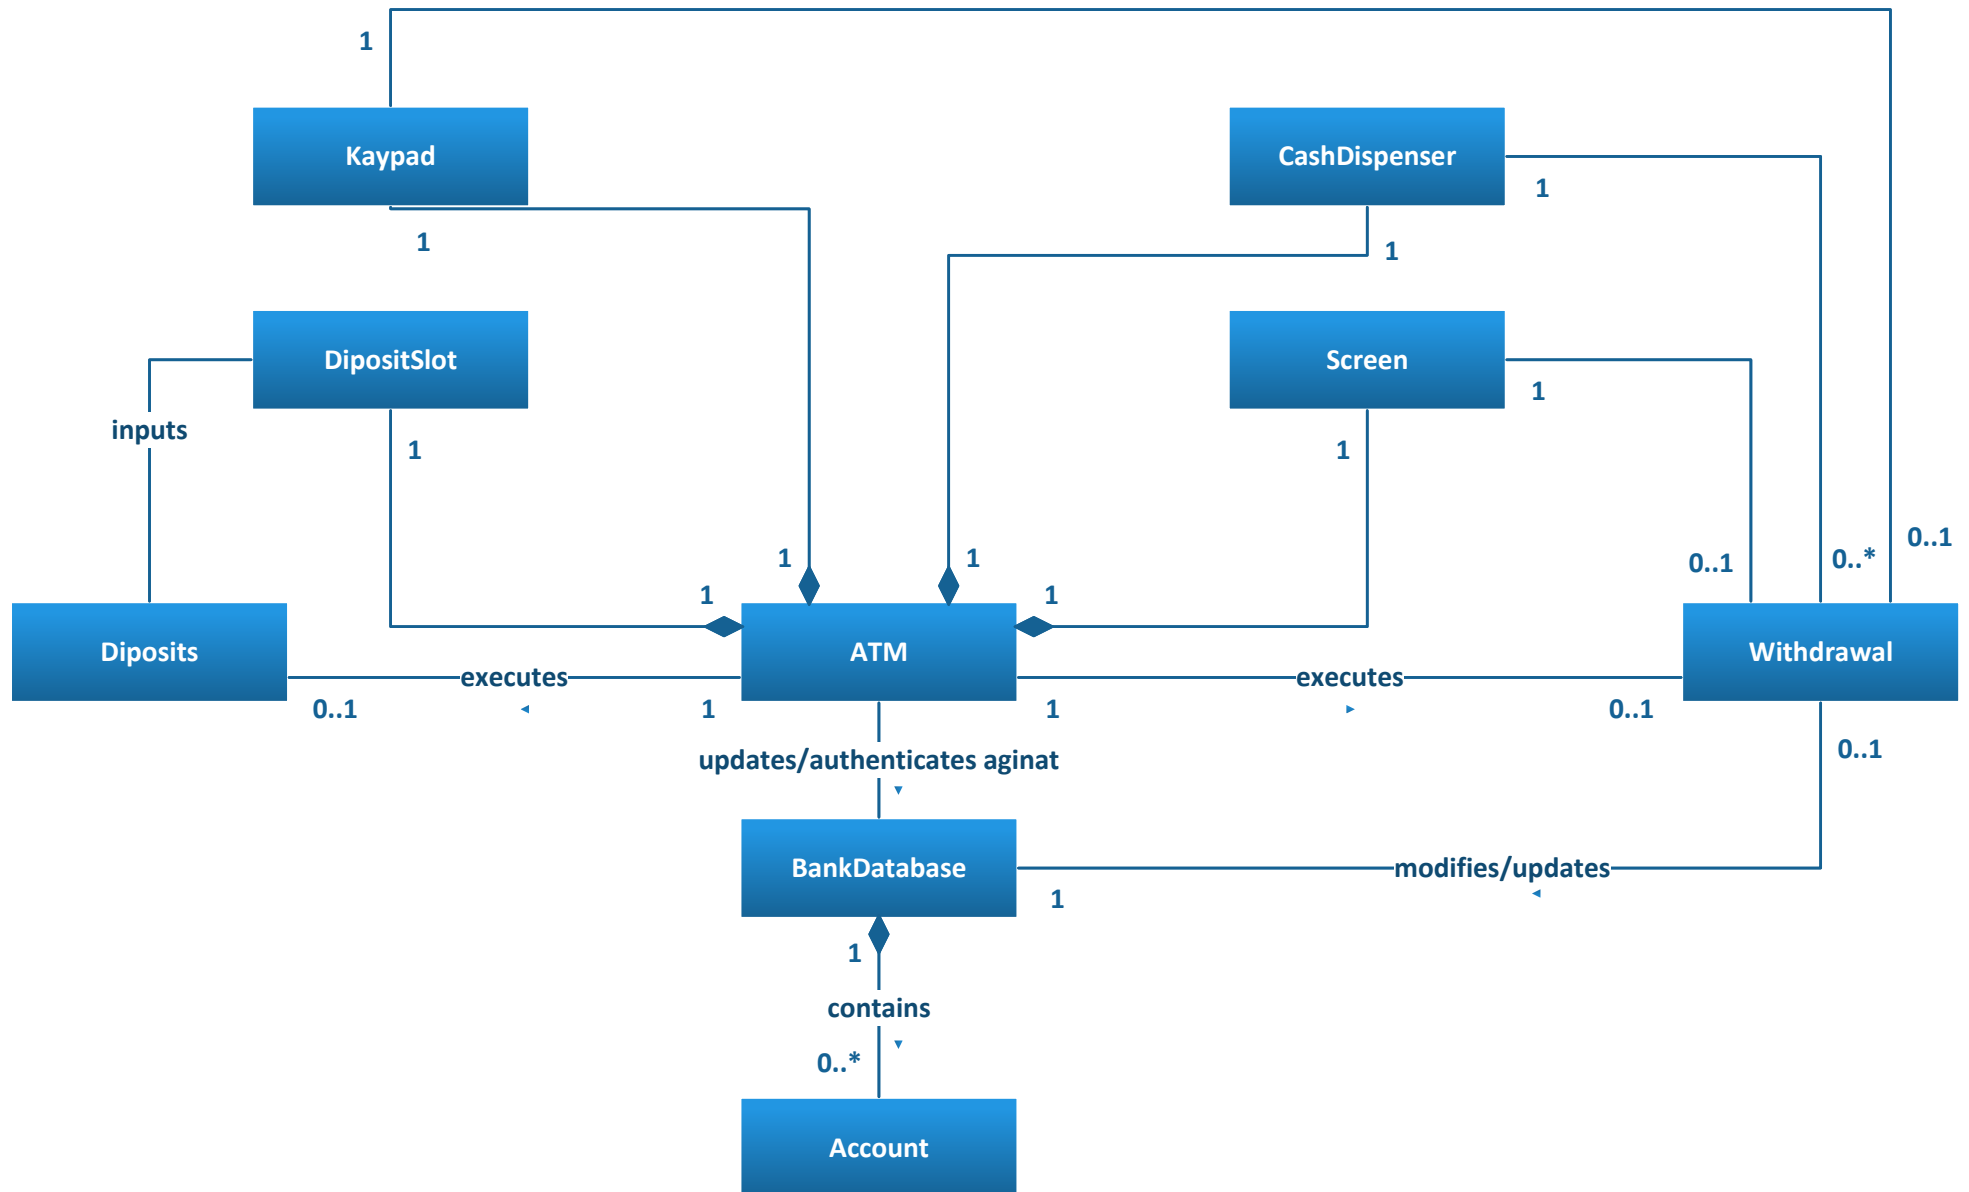 1
Kaypad
CashDispenser
1
1
1
DipositSlot
Screen
1
inputs
1
1
0..1
1
1
0..1
0..*
1
1
Diposits
ATM
Withdrawal
executes
executes
0..1
1
1
0..1
0..1
updates/authenticates aginat
BankDatabase
modifies/updates
1
1
contains
0..*
Account